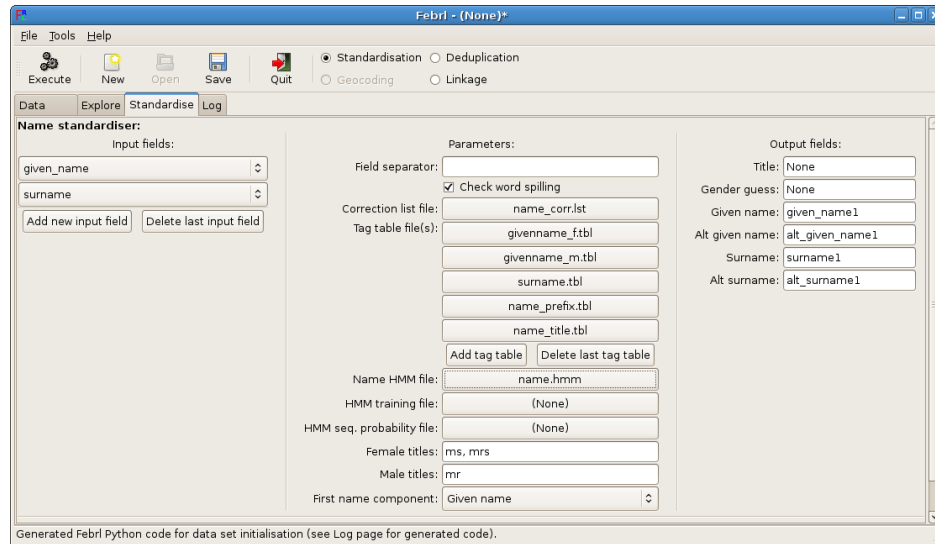 Febrl - (None)*
File Tools Help
Execute New Open Save Quit
Standardisation Deduplication
Geocoding Linkage
Data Explore Standardise Log
Name standardiser:
Input fields:
given_name
surname
Add new input field Delete last input field
Parameters:
Field separator:
Check word spilling
Correction list file: name_corr.lst
Tag table file(s): givenname_f.tbl
givenname_m.tbl
surname.tbl
name_prefix.tbl
name_title.tbl
Add tag table Delete last tag table
Name HMM file: name.hmm
HMM training file: (None)
HMM seq. probability file: (None)
Female titles: ms, mrs
Male titles: mr
First name component: Given name
Output fields:
Title: None
Gender guess: None
Given name: given_name1
Alt given name: alt_given_name1
Surname: surname1
Alt surname: alt_surname1
Generated Febrl Python code for data set initialisation (see Log page for generated code).